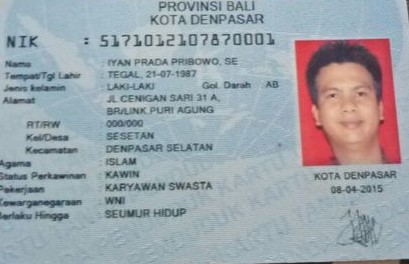 PROVINSI BALI
KOTA DENPASAR
NIK : 5171012107870001
Nama : IYAN PRADA PRIBOWO, SE
Tempat/Tgl Lahir : TEGAL, 21-07-1987
Jenis kelamin : LAKI-LAKI Gol. Darah AB
Alamat : JL CENIGAN SARI 31 A,
BR/LINK.PURI AGUNG
RT/RW : 000/000
Kel/Desa : SESETAN
Kecamatan : DENPASAR SELATAN
Agama : ISLAM
Status Perkawinan : KAWIN
Pekerjaan : KARYAWAN SWASTA
Kewarganegaraan : WNI
Berlaku Hingga : SEUMUR HIDUP
KOTA DENPASAR
08-04-2015